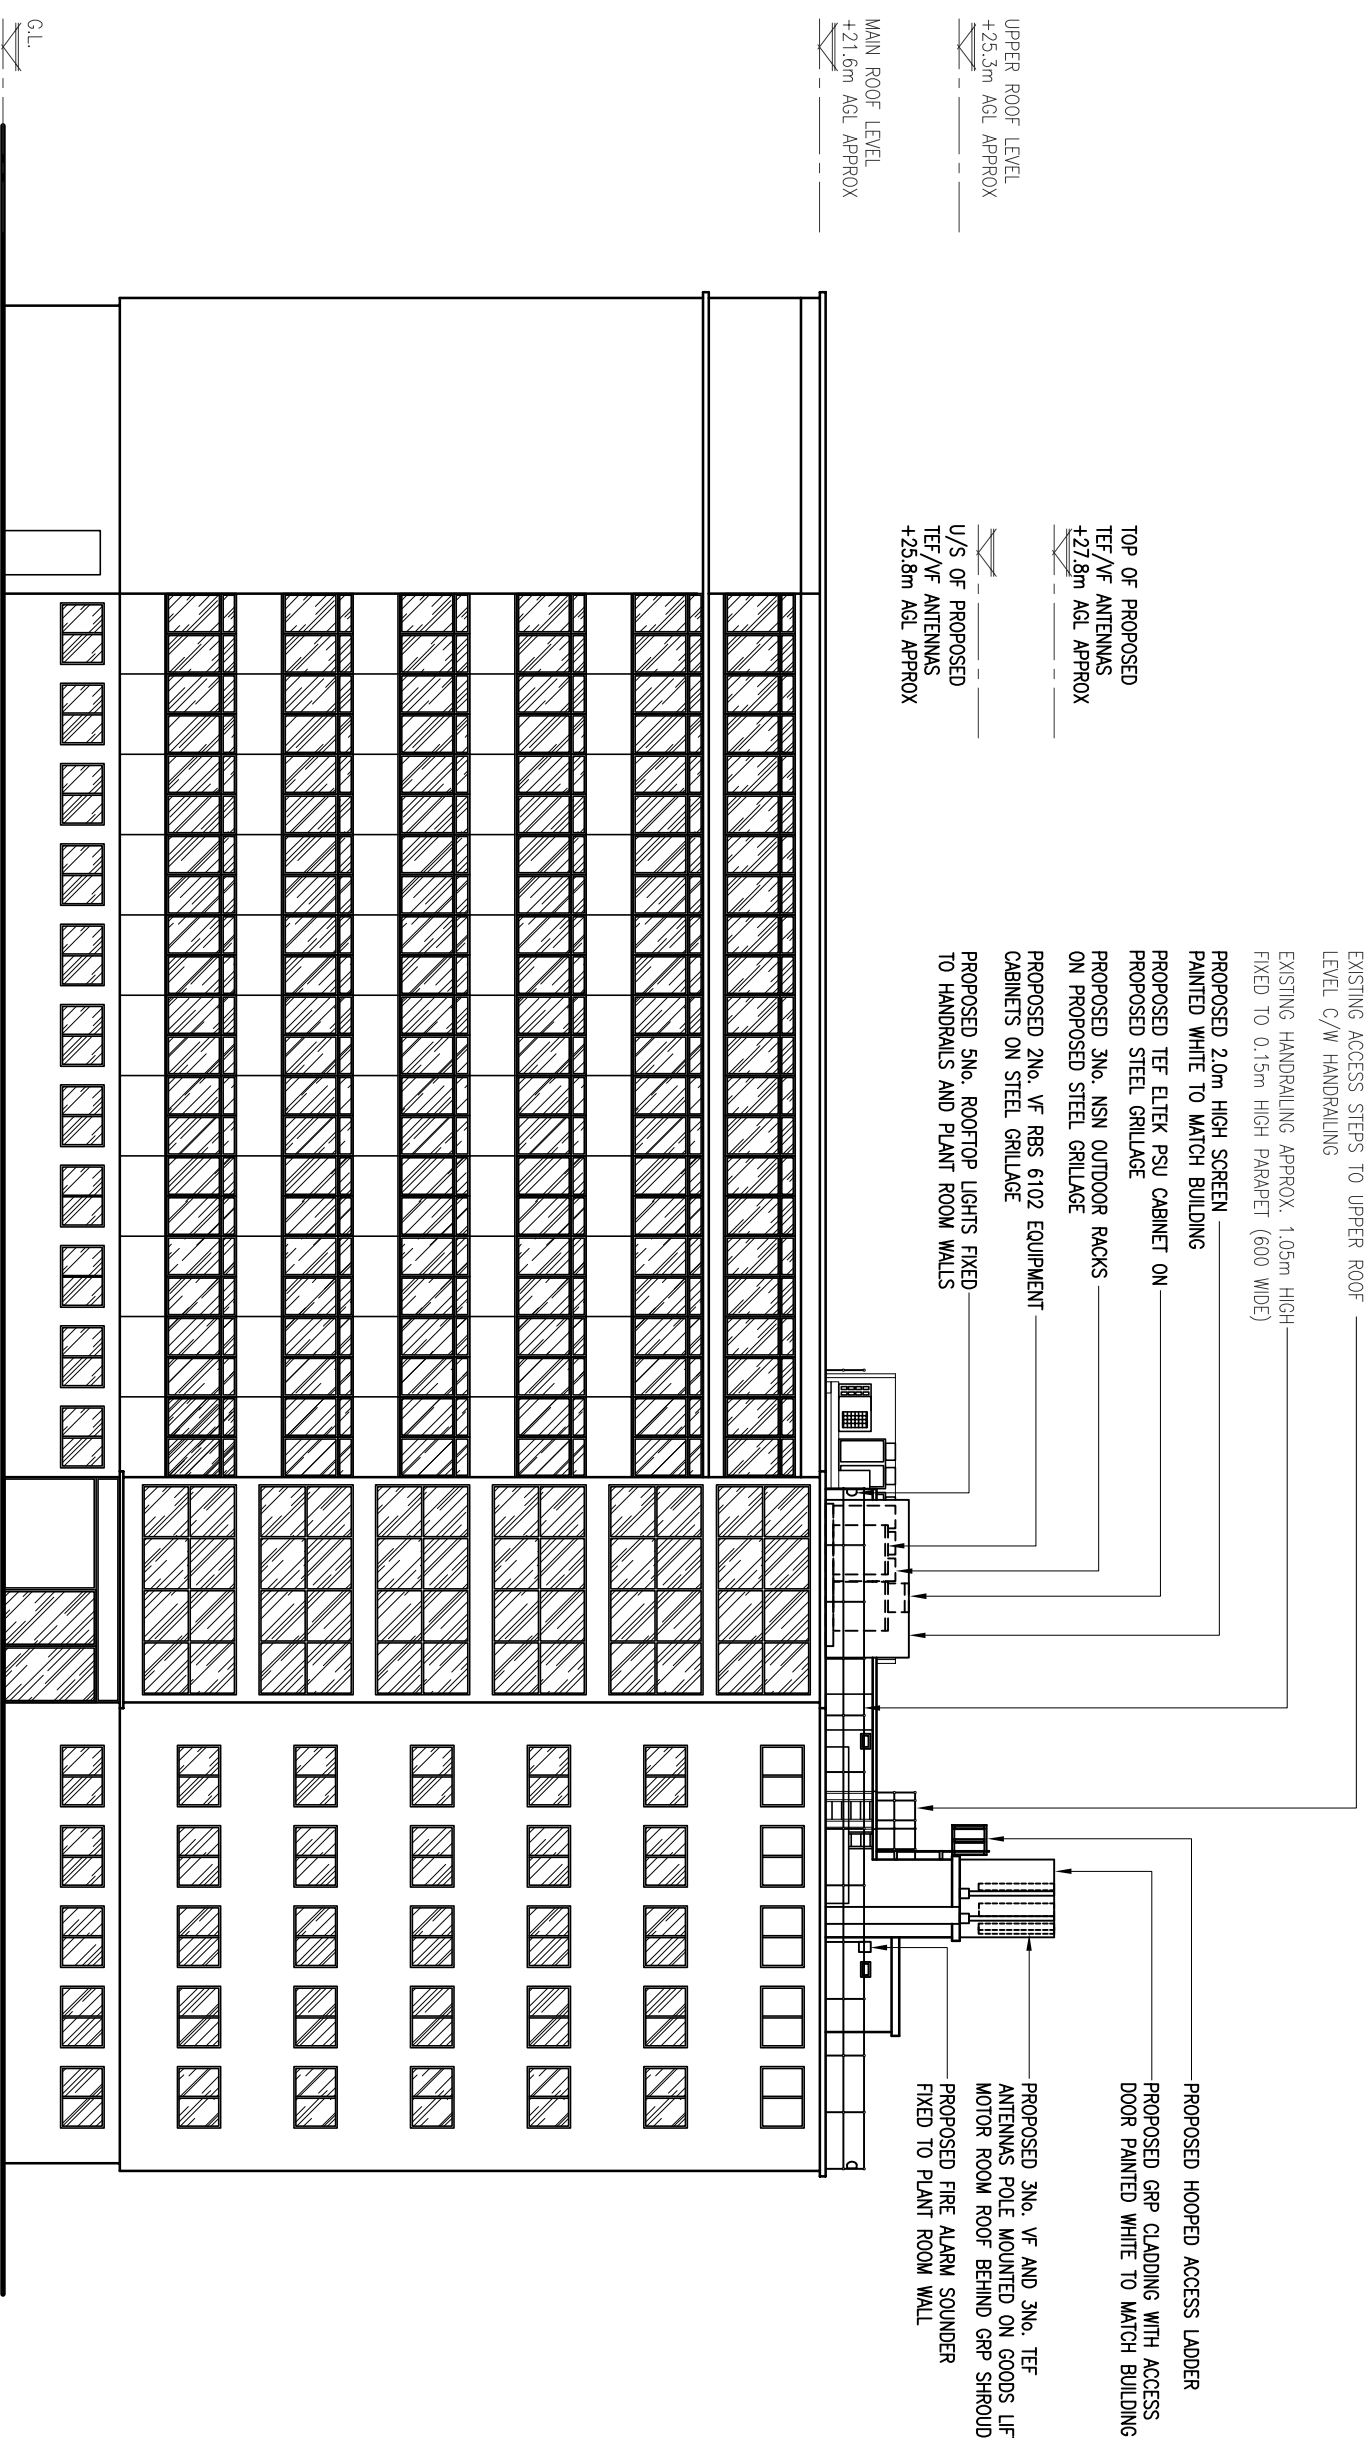 EXISTING ACCESS STEPS TO UPPER ROOF
LEVEL C/W HANDRAILING
EXISTING HANDRAILING APPROX. 1.05m HIGH
FIXED TO 0.15m HIGH PARAPET (600 WIDE)
PROPOSED 2.0m HIGH SCREEN
PAINTED WHITE TO MATCH BUILDING
PROPOSED TEF ELTEK PSU CABINET ON
PROPOSED STEEL GRILLAGE
PROPOSED 3No. NSN OUTDOOR RACKS
ON PROPOSED STEEL GRILLAGE
PROPOSED 2No. VF RBS 6102 EQUIPMENT
CABINETS ON STEEL GRILLAGE
PROPOSED 5No. ROOFTOP LIGHTS FIXED
TO HANDRAILS AND PLANT ROOM WALLS
PROPOSED HOOPED ACCESS LADDER
PROPOSED GRP CLADDING WITH ACCESS
DOOR PAINTED WHITE TO MATCH BUILDING
PROPOSED 3No. VF AND 3No. TEF
ANTENNAS POLE MOUNTED ON GOODS LIF
MOTOR ROOM ROOF BEHIND GRP SHROUD
PROPOSED FIRE ALARM SOUNDER
FIXED TO PLANT ROOM WALL
TOP OF PROPOSED
TEF/VF ANTENNAS
+27.8m AGL APPROX
U/S OF PROPOSED
TEF/VF ANTENNAS
+25.8m AGL APPROX
UPPER ROOF LEVEL
+25.3m AGL APPROX
MAIN ROOF LEVEL
+21.6m AGL APPROX
G.L.